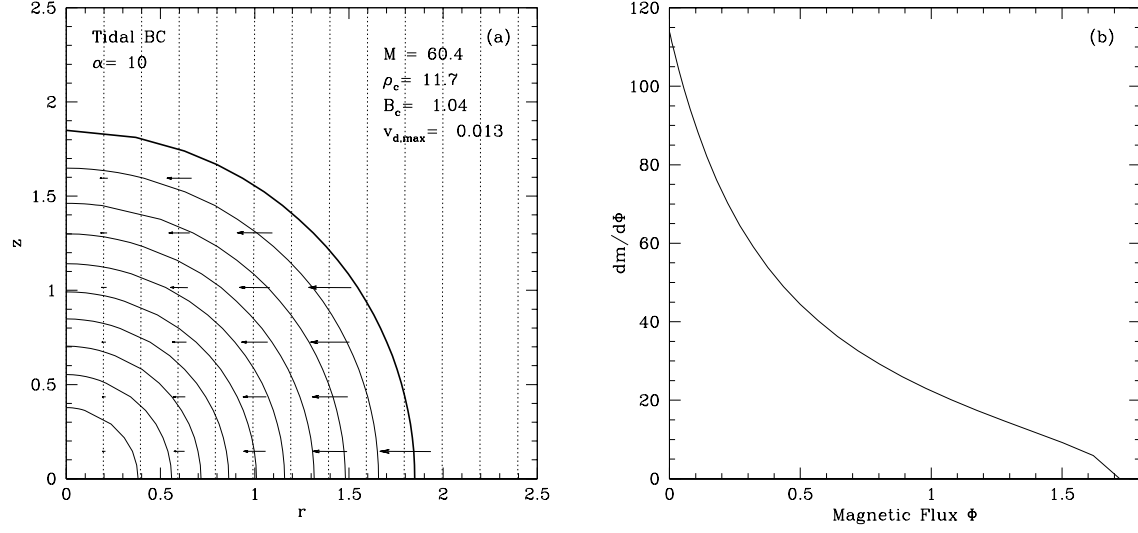 2.5
2
1.5
1
0.5
0
z
Tidal BC
α= 10
(a)
M = 60.4
ρc= 11.7
Bc= 1.04
vd,max= 0.013
0 0.5 1 1.5 2 2.5
r
120
100
80
60
40
20
0
dm/dΦ
(b)
0 0.5 1 1.5
Magnetic Flux Φ